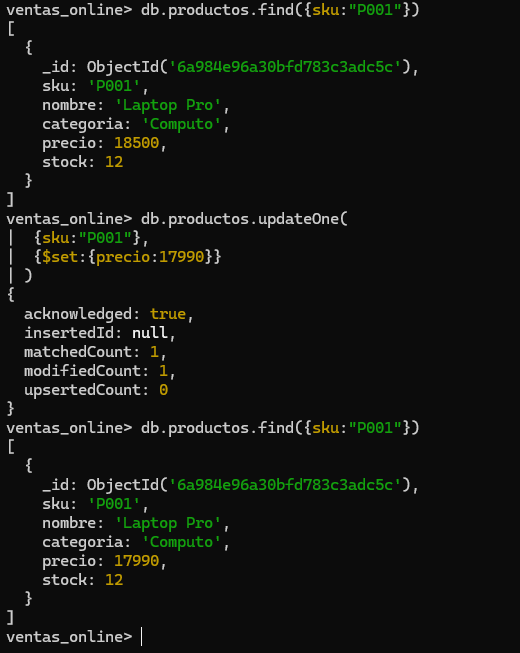 ventas_online> db.productos.find({sku:"P001"})
[
  {
    _id: ObjectId('6a984e96a30bfd783c3adc5c'),
    sku: 'P001',
    nombre: 'Laptop Pro',
    categoria: 'Computo',
    precio: 18500,
    stock: 12
  }
]
ventas_online> db.productos.updateOne(
|  {sku:"P001"},
|  {$set:{precio:17990}}
| )
{
  acknowledged: true,
  insertedId: null,
  matchedCount: 1,
  modifiedCount: 1,
  upsertedCount: 0
}
ventas_online> db.productos.find({sku:"P001"})
[
  {
    _id: ObjectId('6a984e96a30bfd783c3adc5c'),
    sku: 'P001',
    nombre: 'Laptop Pro',
    categoria: 'Computo',
    precio: 17990,
    stock: 12
  }
]
ventas_online>